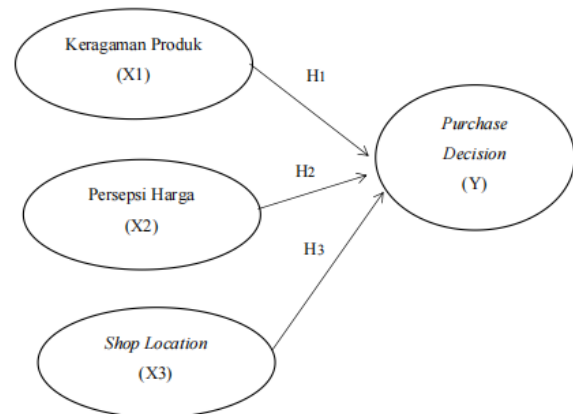 Keragaman Produk
(X1)
H1
Purchase
Decision
(Y)
Persepsi Harga
(X2)
H2
H3
Shop Location
(X3)